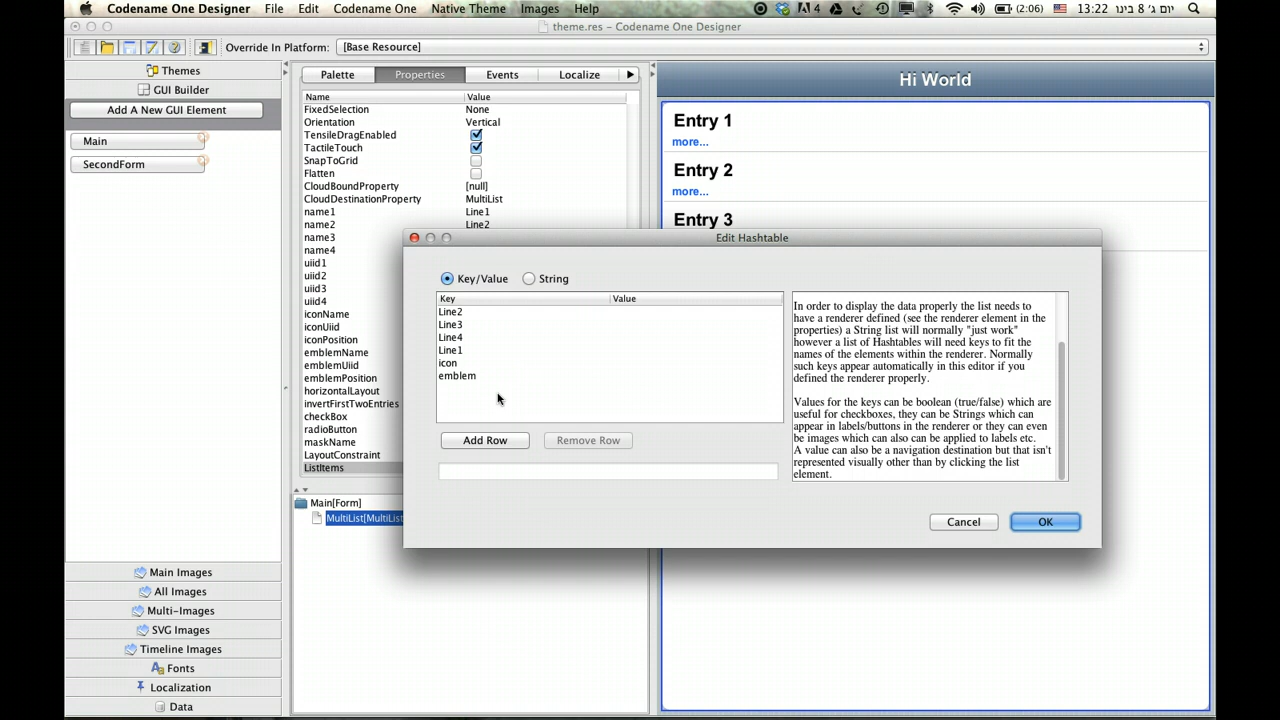 Codename One Designer File Edit Codename One Native Theme Images Help 4 (2:06) 13:22 יום ג׳ 8 בינו
theme.res – Codename One Designer
Override In Platform: [Base Resource]
Themes
GUI Builder
Add A New GUI Element
Main
SecondForm
Main Images
All Images
Multi-Images
SVG Images
Timeline Images
Fonts
Localization
Data
Palette Properties Events Localize
Name Value
FixedSelection None
Orientation Vertical
TensileDragEnabled
TactileTouch
SnapToGrid
Flatten
CloudBoundProperty [null]
CloudDestinationProperty MultiList
name1 Line1
name2 Line2
name3
name4
uiid1
uiid2
uiid3
uiid4
iconName
iconUiid
iconPosition
emblemName
emblemUiid
emblemPosition
horizontalLayout
invertFirstTwoEntries
checkBox
radioButton
maskName
LayoutConstraint
ListItems
Main[Form]
MultiList[MultiList
Hi World
Entry 1
more...
Entry 2
more...
Entry 3
Edit Hashtable
Key/Value String
Key Value
Line2
Line3
Line4
Line1
icon
emblem
Add Row Remove Row
In order to display the data properly the list needs to
have a renderer defined (see the renderer element in the
properties) a String list will normally "just work"
however a list of Hashtables will need keys to fit the
names of the elements within the renderer. Normally
such keys appear automatically in this editor if you
defined the renderer properly.
Values for the keys can be boolean (true/false) which are
useful for checkboxes, they can be Strings which can
appear in labels/buttons in the renderer or they can even
be images which can also can be applied to labels etc.
A value can also be a navigation destination but that isn't
represented visually other than by clicking the list
element.
Cancel OK